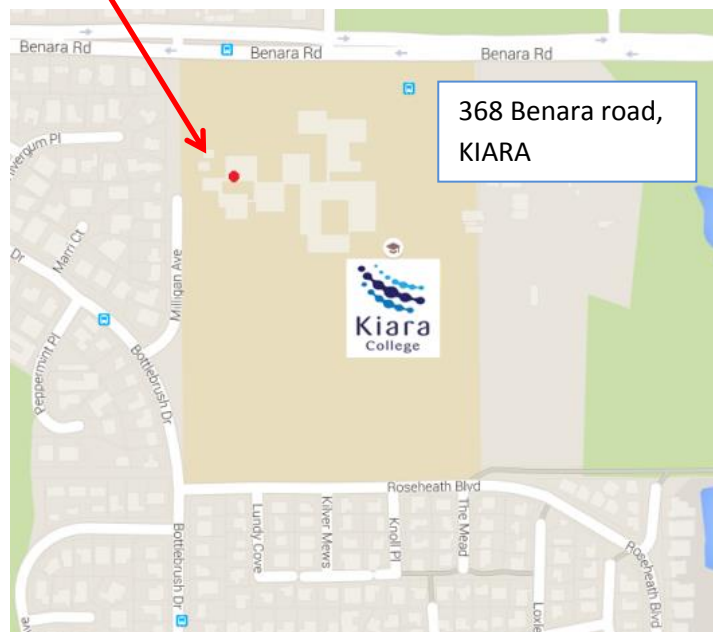 Benara Rd
Benara Rd
Benara Rd
368 Benara road,
KIARA
Marri Ct
Dr
Milligan Ave
Peppermint Pl
Bottlebrush Dr
Kiara
College
Roseheath Blvd
Lundy Cove
Kilver Mews
Knoll Pl
The Mead
Bottlebrush Dr
Roseheath Blvd